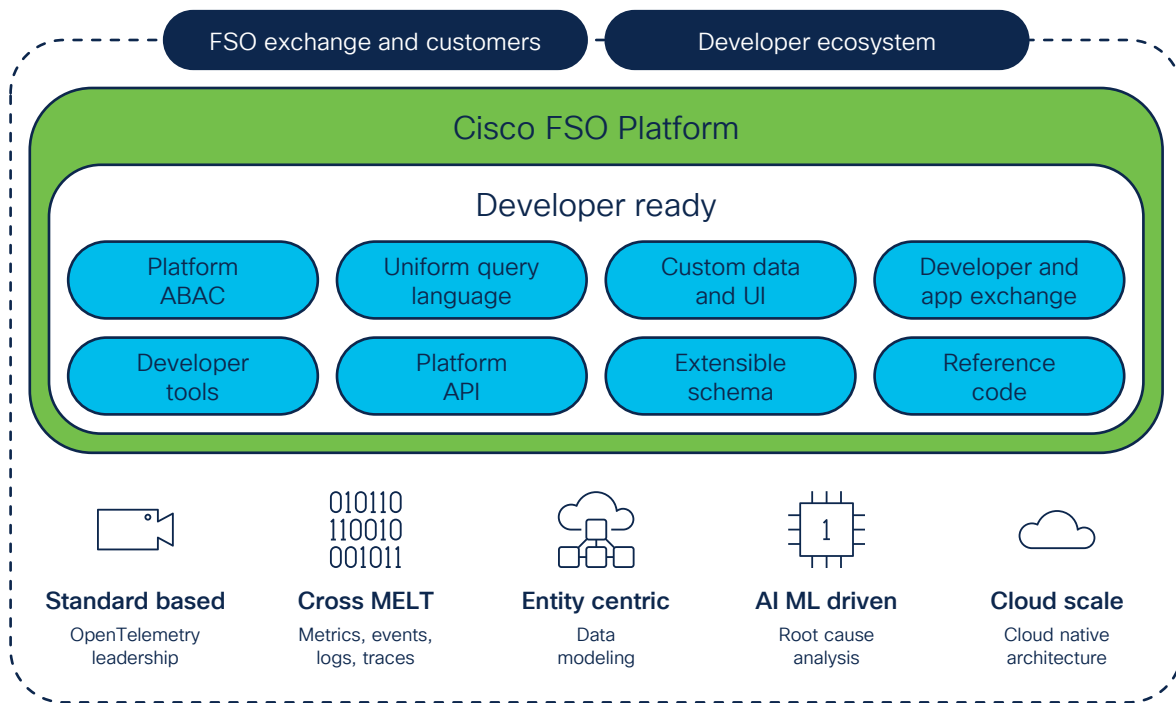 FSO exchange and customers
Developer ecosystem
Cisco FSO Platform
Developer ready
Platform
ABAC
Uniform query
language
Custom data
and UI
Developer and
app exchange
Developer
tools
Platform
API
Extensible
schema
Reference
code
010110
110010
001011
1
Standard based
OpenTelemetry
leadership
Cross MELT
Metrics, events,
logs, traces
Entity centric
Data
modeling
AI ML driven
Root cause
analysis
Cloud scale
Cloud native
architecture